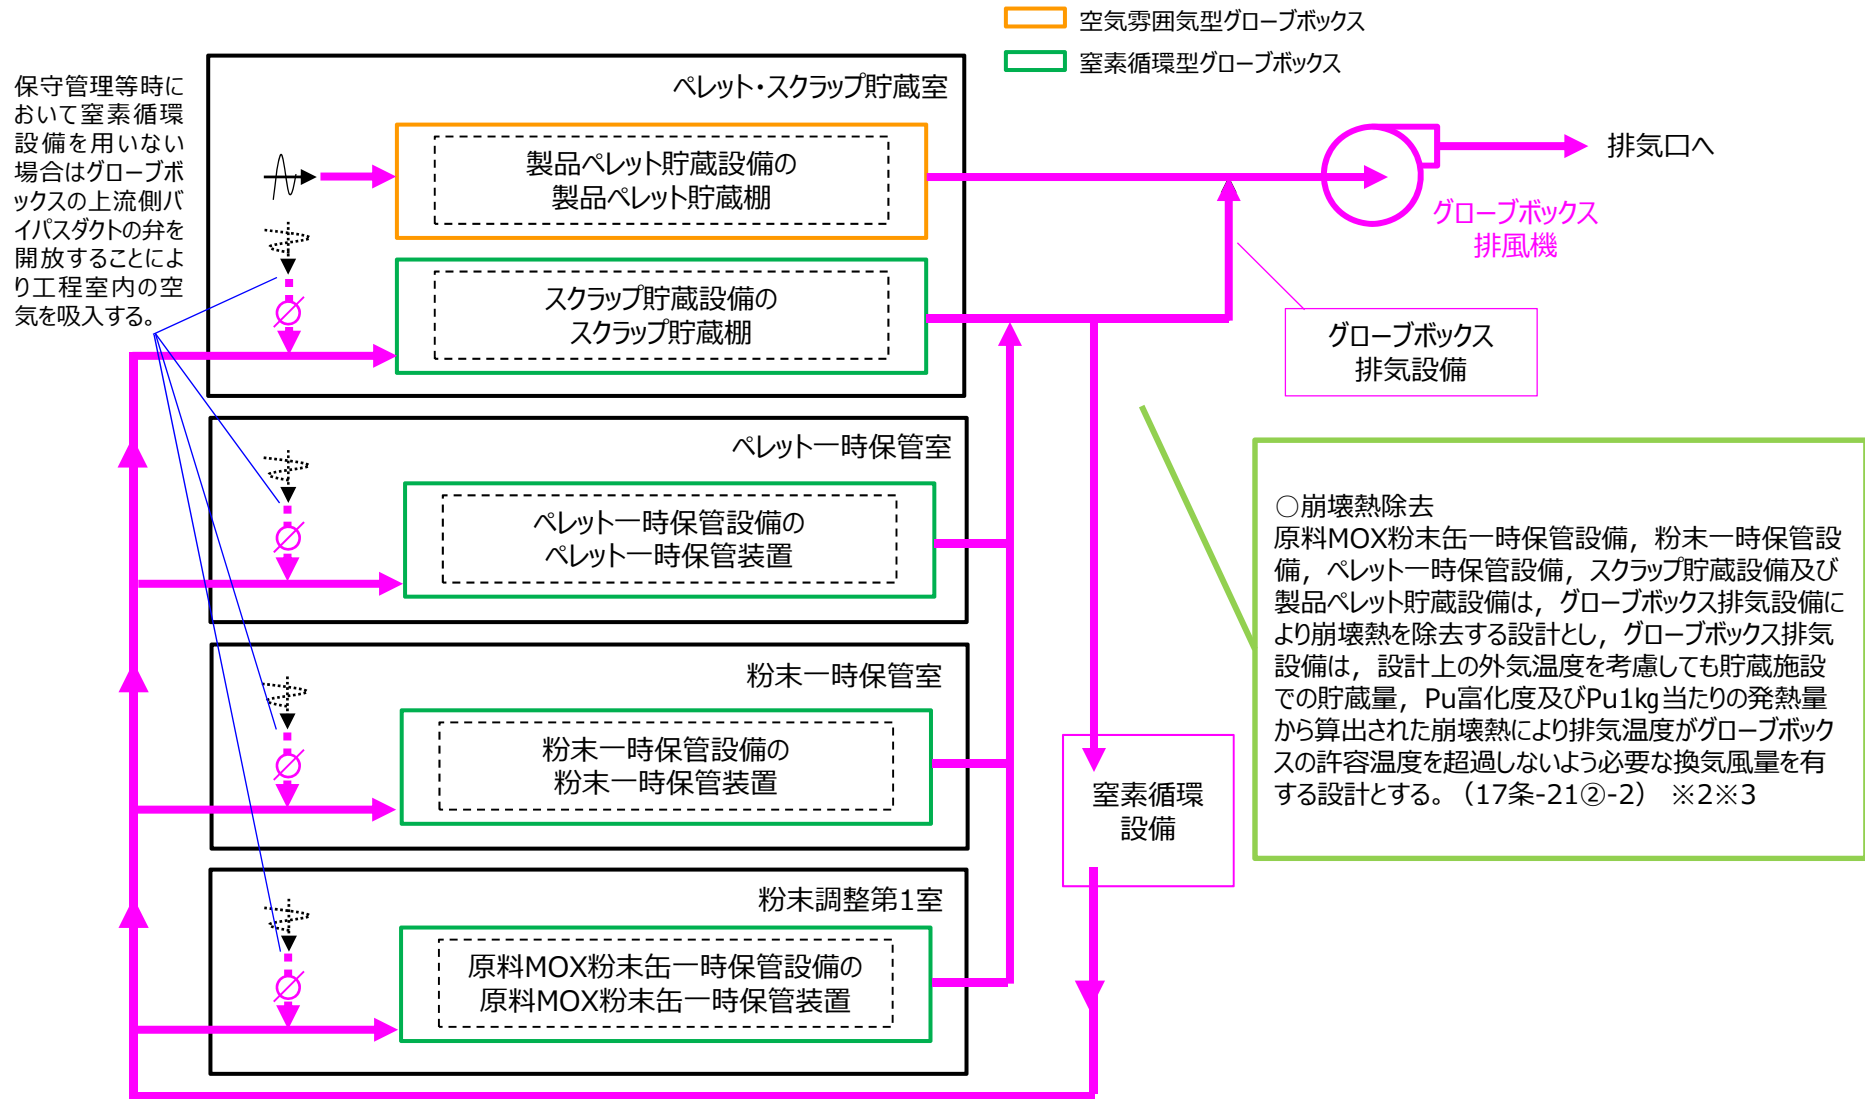 空気雰囲気型グローブボックス
窒素循環型グローブボックス
保守管理等時に
おいて窒素循環
設備を用いない
場合はグローブボ
ックスの上流側バ
イパスダクトの弁を
開放することによ
り工程室内の空
気を吸入する。
ペレット・スクラップ貯蔵室
製品ペレット貯蔵設備の
製品ペレット貯蔵棚
スクラップ貯蔵設備の
スクラップ貯蔵棚
排気口へ
グローブボックス
排風機
グローブボックス
排気設備
ペレット一時保管室
ペレット一時保管設備の
ペレット一時保管装置
粉末一時保管室
粉末一時保管設備の
粉末一時保管装置
粉末調整第1室
原料MOX粉末缶一時保管設備の
原料MOX粉末缶一時保管装置
窒素循環
設備
○崩壊熱除去
原料MOX粉末缶一時保管設備，粉末一時保管設
備，ペレット一時保管設備，スクラップ貯蔵設備及び
製品ペレット貯蔵設備は，グローブボックス排気設備に
より崩壊熱を除去する設計とし，グローブボックス排気
設備は，設計上の外気温度を考慮しても貯蔵施設
での貯蔵量，Pu富化度及びPu1kg当たりの発熱量
から算出された崩壊熱により排気温度がグローブボック
スの許容温度を超過しないよう必要な換気風量を有
する設計とする。（17条-21②-2） ※2※3